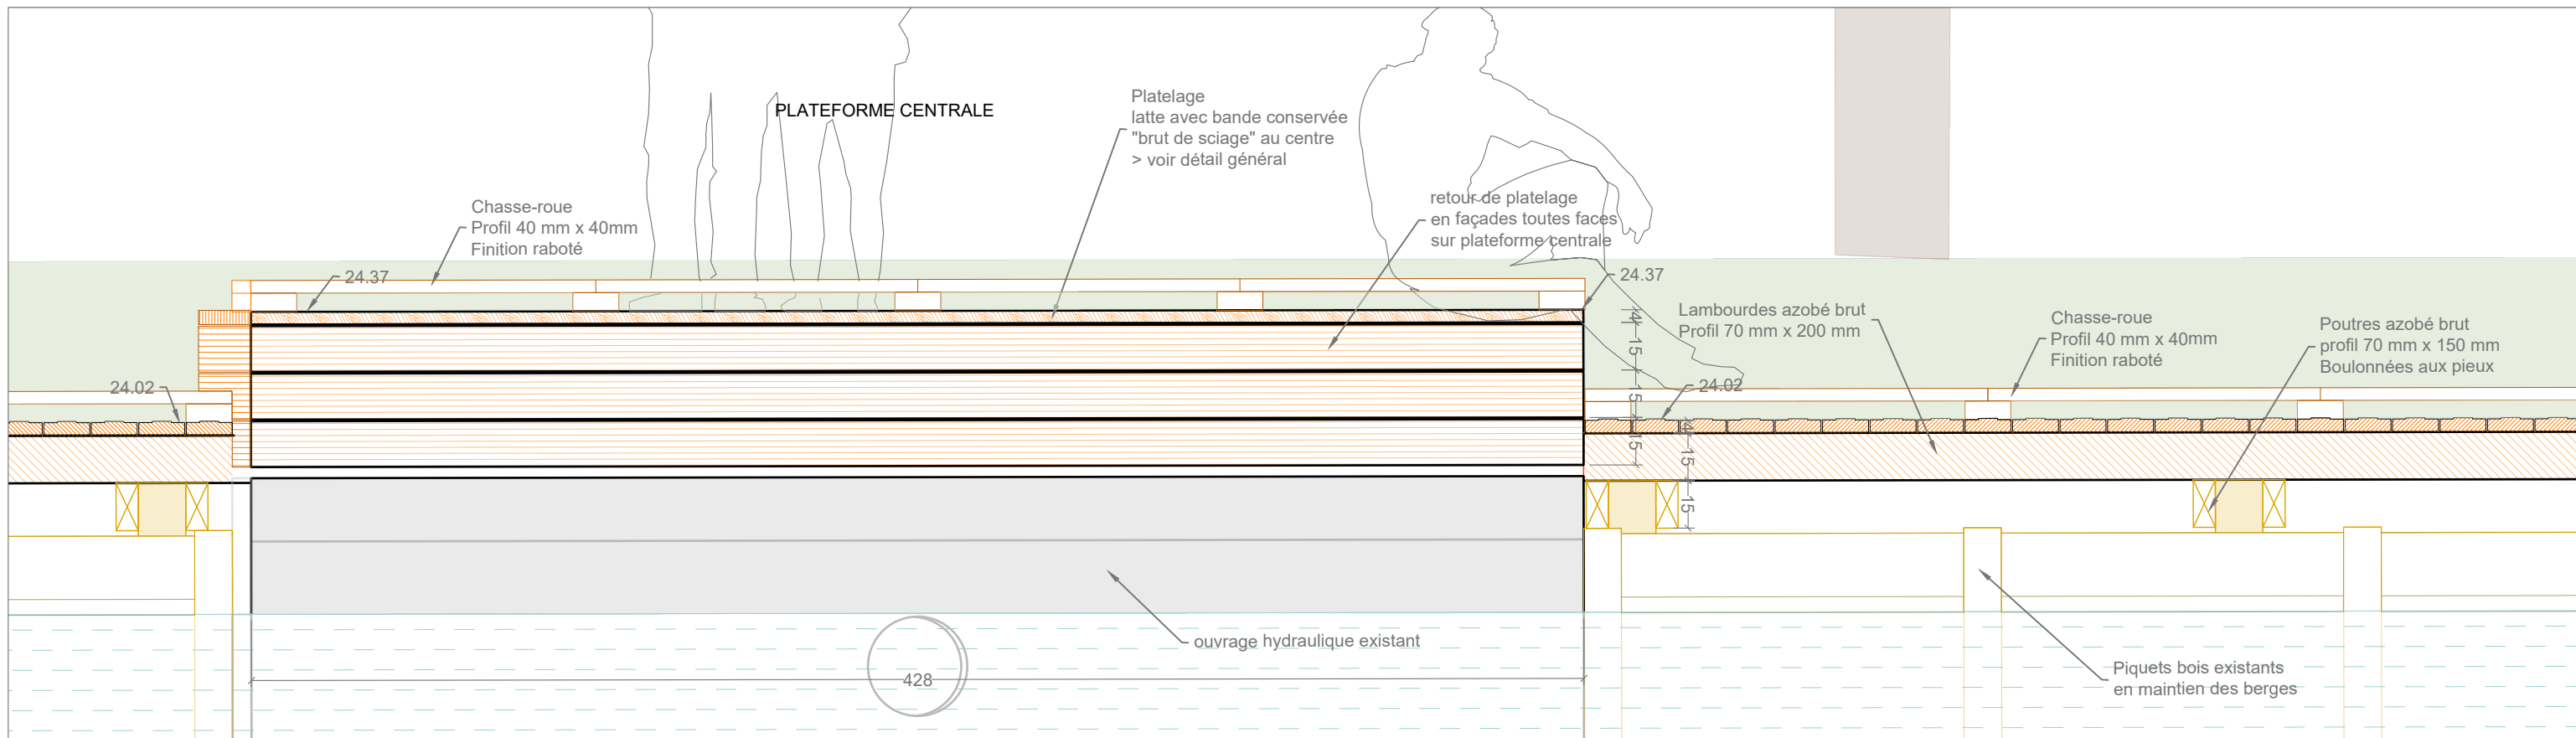 PLATEFORME CENTRALE
Platelage
latte avec bande conservée
"brut de sciage" au centre
> voir détail général
Chasse-roue
Profil 40 mm x 40mm
Finition raboté
retour de platelage
en façades toutes faces
sur plateforme centrale
24.37
24.37
Lambourdes azobé brut
Profil 70 mm x 200 mm
Chasse-roue
Profil 40 mm x 40mm
Finition raboté
Poutres azobé brut
profil 70 mm x 150 mm
Boulonnées aux pieux
24.02
24.02
4
15
15
15
4
15
15
ouvrage hydraulique existant
428
Piquets bois existants
en maintien des berges